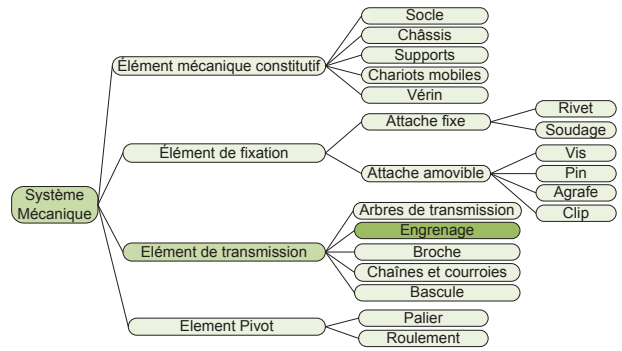 Système
Mécanique
Élément mécanique constitutif
Socle
Châssis
Supports
Chariots mobiles
Vérin
Élément de fixation
Attache fixe
Rivet
Soudage
Attache amovible
Vis
Pin
Agrafe
Clip
Elément de transmission
Arbres de transmission
Engrenage
Broche
Chaînes et courroies
Bascule
Element Pivot
Palier
Roulement